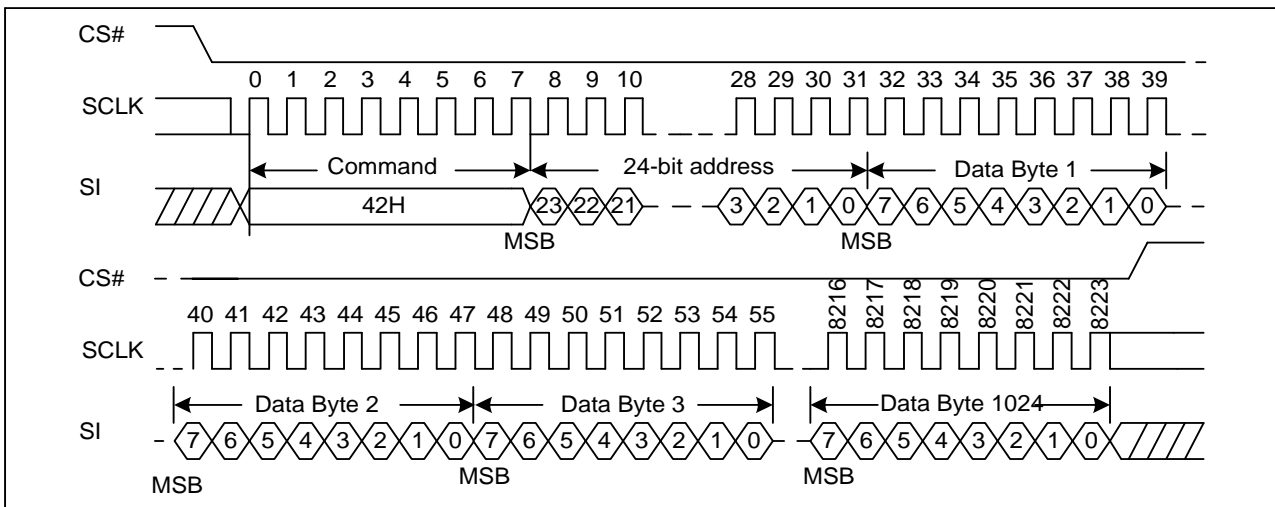 CS#
0 1 2 3 4 5 6 7 8 9 10 28 29 30 31 32 33 34 35 36 37 38 39
SCLK
Command 24-bit address Data Byte 1
SI
42H 23 22 21 3 2 1 0 7 6 5 4 3 2 1 0
MSB MSB
CS#
40 41 42 43 44 45 46 47 48 49 50 51 52 53 54 55 8216 8217 8218 8219 8220 8221 8222 8223
SCLK
Data Byte 2 Data Byte 3 Data Byte 1024
SI
7 6 5 4 3 2 1 0 7 6 5 4 3 2 1 0 7 6 5 4 3 2 1 0
MSB MSB MSB